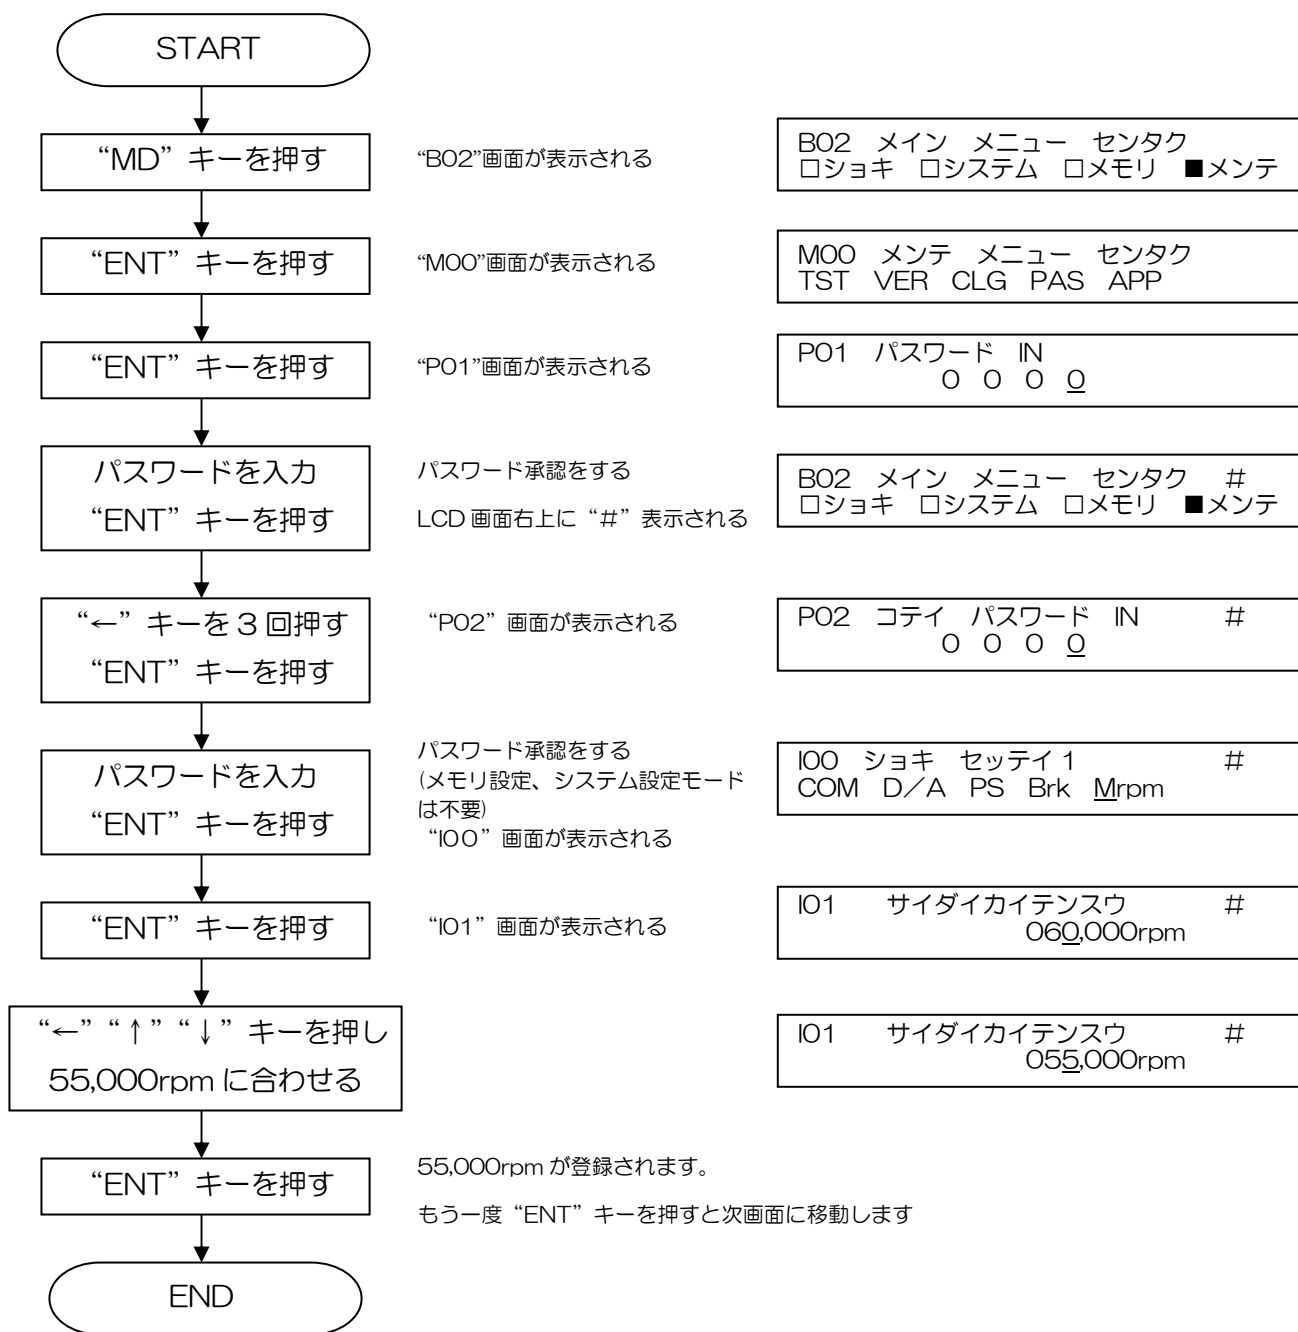 START
“MD”キーを押す
“B02”画面が表示される
B02 メイン メニュー センタク
□ショキ □システム □メモリ ■メンテ
“ENT”キーを押す
“M00”画面が表示される
M00 メンテ メニュー センタク
TST VER CLG PAS APP
“ENT”キーを押す
“P01”画面が表示される
P01 パスワード IN
0 0 0 0
パスワードを入力
“ENT”キーを押す
パスワード承認をする
LCD 画面右上に“#”表示される
B02 メイン メニュー センタク #
□ショキ □システム □メモリ ■メンテ
“←”キーを3回押す
“ENT”キーを押す
“P02”画面が表示される
P02 コテイ パスワード IN #
0 0 0 0
パスワードを入力
“ENT”キーを押す
パスワード承認をする
(メモリ設定、システム設定モード
は不要)
“I00”画面が表示される
I00 ショキ セッテイ1 #
COM D/A PS Brk Mrpm
“ENT”キーを押す
“I01”画面が表示される
I01 サイダイカイテンスウ #
060,000rpm
“←”“↑”“↓”キーを押し
55,000rpm に合わせる
I01 サイダイカイテンスウ #
055,000rpm
“ENT”キーを押す
55,000rpm が登録されます。
もう一度“ENT”キーを押すと次画面に移動します
END